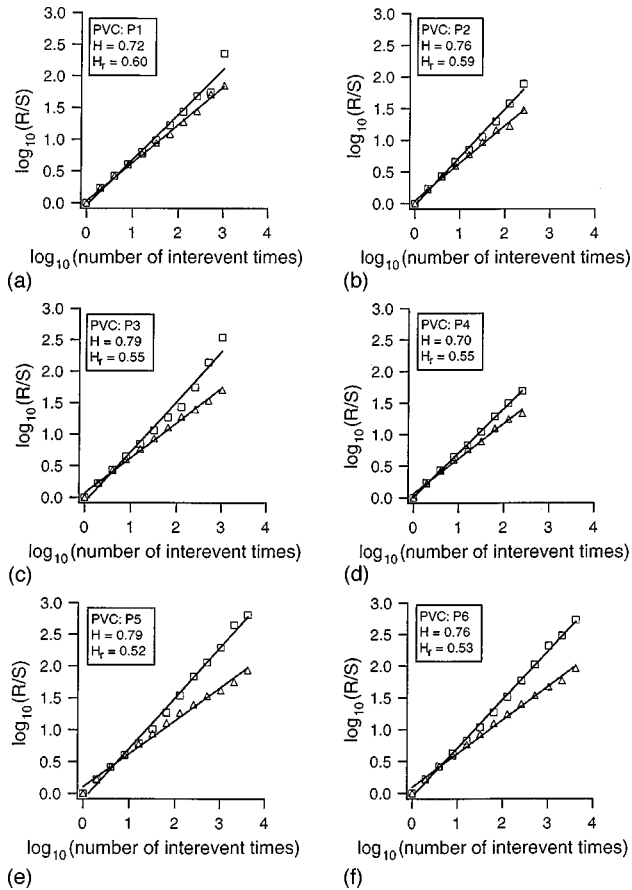 3.0
2.5
2.0
1.5
1.0
0.5
0.0
log10(R/S)
PVC: P1
H = 0.72
Hr = 0.60
0 1 2 3 4
log10(number of interevent times)
(a)
3.0
2.5
2.0
1.5
1.0
0.5
0.0
log10(R/S)
PVC: P2
H = 0.76
Hr = 0.59
0 1 2 3 4
log10(number of interevent times)
(b)
3.0
2.5
2.0
1.5
1.0
0.5
0.0
log10(R/S)
PVC: P3
H = 0.79
Hr = 0.55
0 1 2 3 4
log10(number of interevent times)
(c)
3.0
2.5
2.0
1.5
1.0
0.5
0.0
log10(R/S)
PVC: P4
H = 0.70
Hr = 0.55
0 1 2 3 4
log10(number of interevent times)
(d)
3.0
2.5
2.0
1.5
1.0
0.5
0.0
log10(R/S)
PVC: P5
H = 0.79
Hr = 0.52
0 1 2 3 4
log10(number of interevent times)
(e)
3.0
2.5
2.0
1.5
1.0
0.5
0.0
log10(R/S)
PVC: P6
H = 0.76
Hr = 0.53
0 1 2 3 4
log10(number of interevent times)
(f)